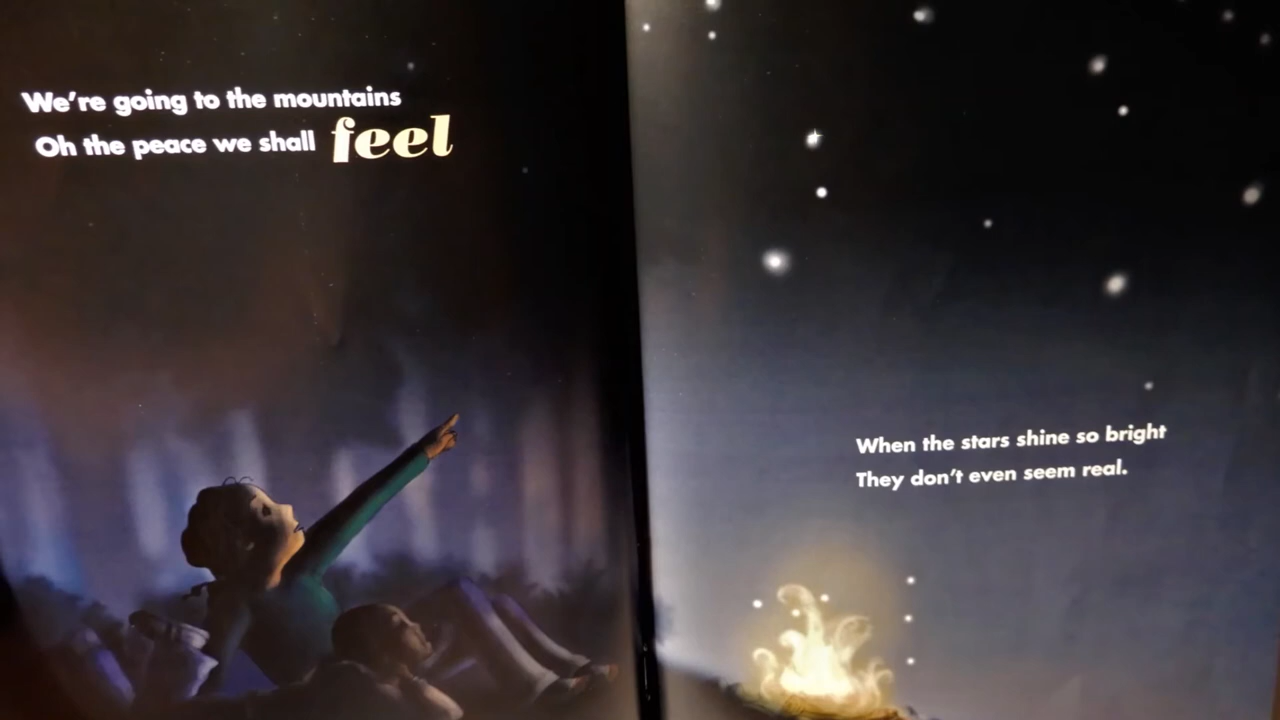 We're going to the mountains
Oh the peace we shall feel
When the stars shine so bright
They don't even seem real.